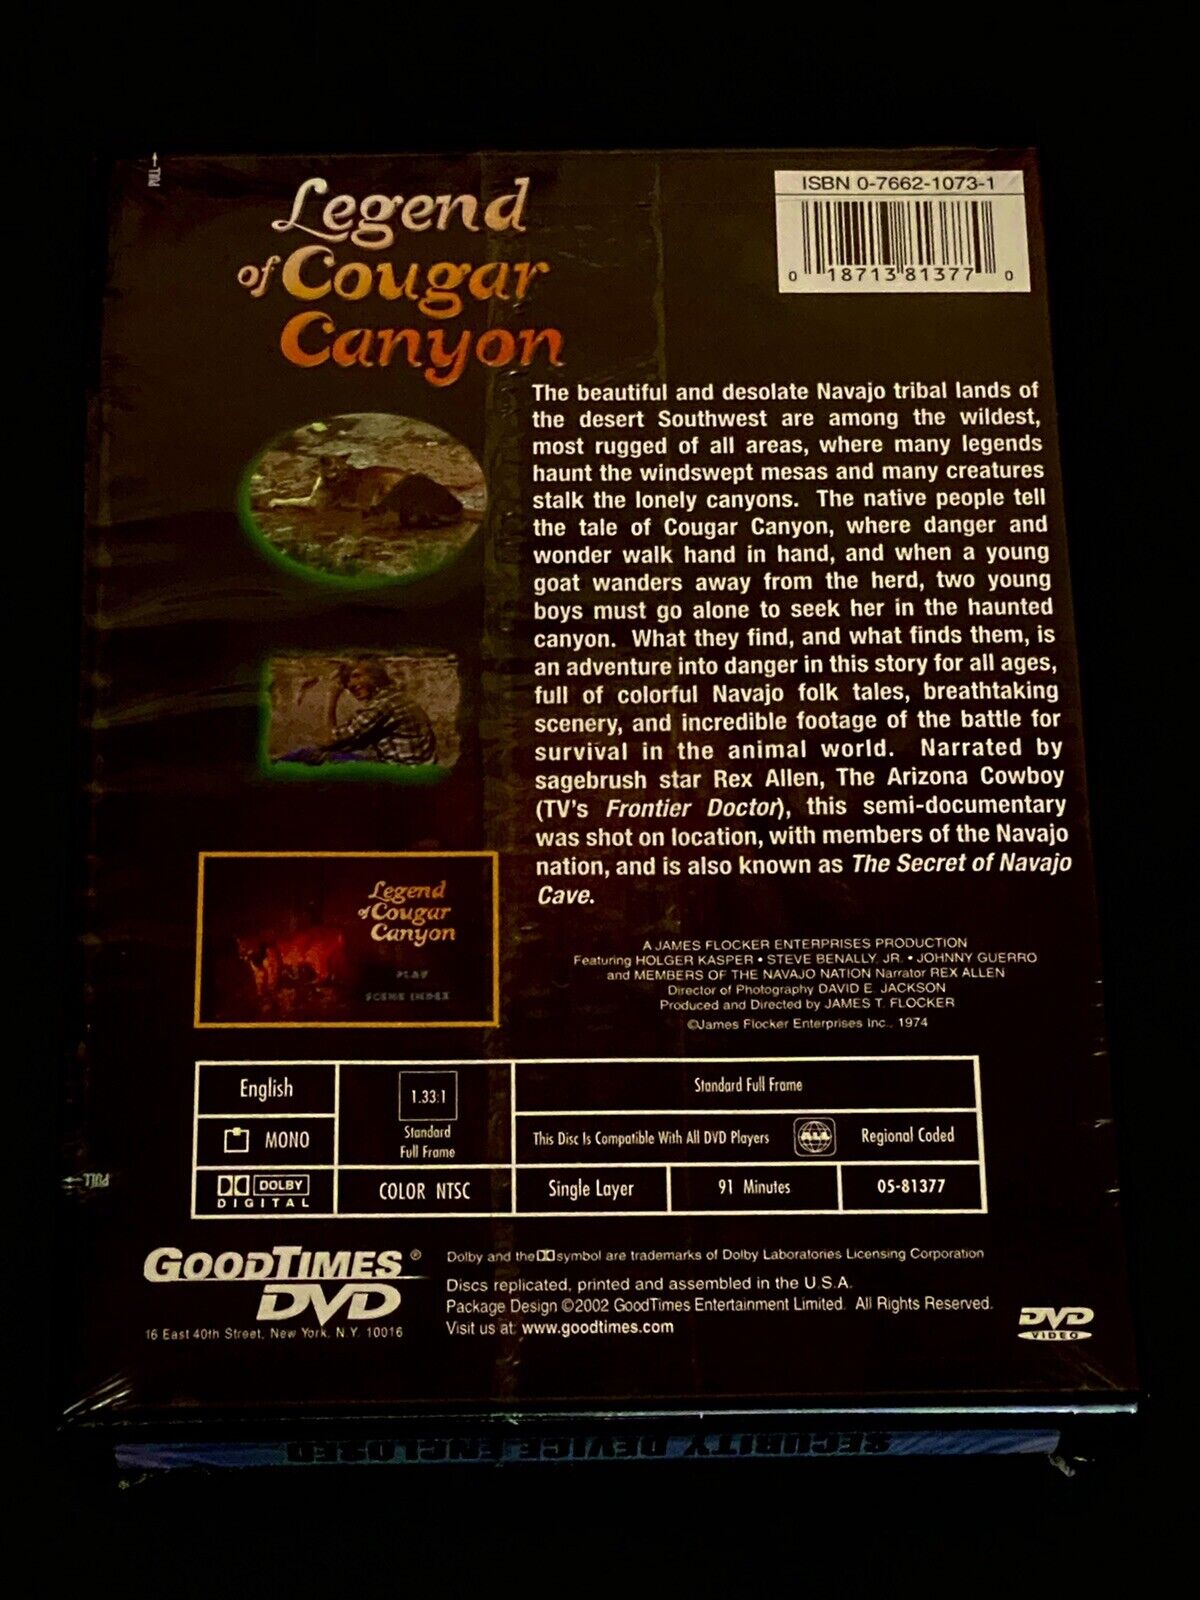 PULL
Legend
of Cougar
Canyon
ISBN 0-7662-1073-1
0 18713 81377 0
The beautiful and desolate Navajo tribal lands of
the desert Southwest are among the wildest,
most rugged of all areas, where many legends
haunt the windswept mesas and many creatures
stalk the lonely canyons. The native people tell
the tale of Cougar Canyon, where danger and
wonder walk hand in hand, and when a young
goat wanders away from the herd, two young
boys must go alone to seek her in the haunted
canyon. What they find, and what finds them, is
an adventure into danger in this story for all ages,
full of colorful Navajo folk tales, breathtaking
scenery, and incredible footage of the battle for
survival in the animal world. Narrated by
sagebrush star Rex Allen, The Arizona Cowboy
(TV's Frontier Doctor), this semi-documentary
was shot on location, with members of the Navajo
nation, and is also known as The Secret of Navajo
Cave.
Legend
of Cougar
Canyon
PLAY
SCENE INDEX
A JAMES FLOCKER ENTERPRISES PRODUCTION
Featuring HOLGER KASPER • STEVE BENALLY, JR. • JOHNNY GUERRO
and MEMBERS OF THE NAVAJO NATION Narrator REX ALLEN
Director of Photography DAVID E. JACKSON
Produced and Directed by JAMES T. FLOCKER
©James Flocker Enterprises Inc., 1974
English
MONO
DOLBY
DIGITAL
1.33:1
Standard
Full Frame
COLOR NTSC
Standard Full Frame
This Disc Is Compatible With All DVD Players
ALL
Regional Coded
Single Layer
91 Minutes
05-81377
PULL
GOODTIMES®
DVD
16 East 40th Street, New York, N.Y. 10016
Dolby and the DD symbol are trademarks of Dolby Laboratories Licensing Corporation
Discs replicated, printed and assembled in the U.S.A.
Package Design ©2002 GoodTimes Entertainment Limited. All Rights Reserved.
Visit us at: www.goodtimes.com
DVD
VIDEO
SECURITY DEVICE ENCLOSED